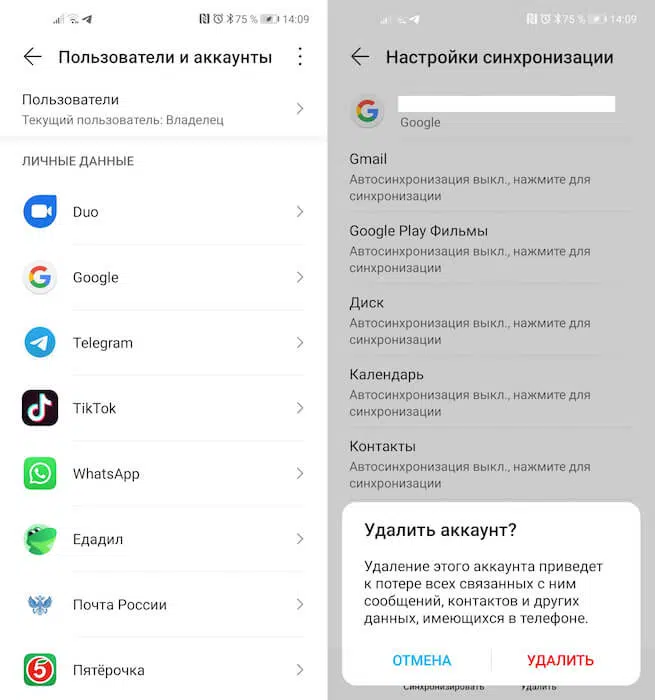 75 % 14:09
Пользователи и аккаунты
Пользователи
Текущий пользователь: Владелец
ЛИЧНЫЕ ДАННЫЕ
Duo
Google
Telegram
TikTok
WhatsApp
Едадил
Почта России
5
Пятёрочка
75 % 14:09
Настройки синхронизации
Google
Gmail
Автосинхронизация выкл., нажмите для
синхронизации
Google Play Фильмы
Автосинхронизация выкл., нажмите для
синхронизации
Диск
Автосинхронизация выкл., нажмите для
синхронизации
Календарь
Автосинхронизация выкл., нажмите для
синхронизации
Контакты
Автосинхронизация выкл., нажмите для
синхронизации
Удалить аккаунт?
Удаление этого аккаунта приведет
к потере всех связанных с ним
сообщений, контактов и других
данных, имеющихся в телефоне.
ОТМЕНА УДАЛИТЬ
Синхронизировать Удалить